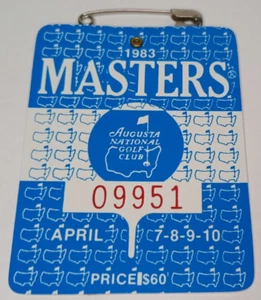 1983
MASTERS®
AUGUSTA
NATIONAL
GOLF
CLUB
09951
APRIL 7-8-9-10
PRICE $60